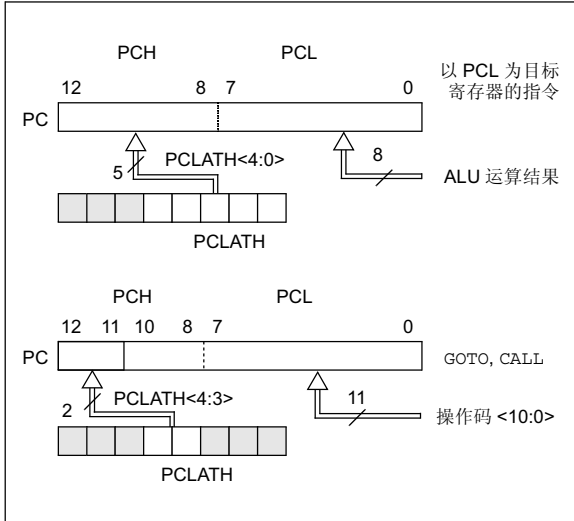 PCH PCL
12 8 7 0
以 PCL 为目标
寄存器的指令
PC
5 PCLATH<4:0>
8
ALU 运算结果
PCLATH
PCH PCL
12 11 10 8 7 0
PC
GOTO, CALL
2 PCLATH<4:3>
11
操作码 <10:0>
PCLATH